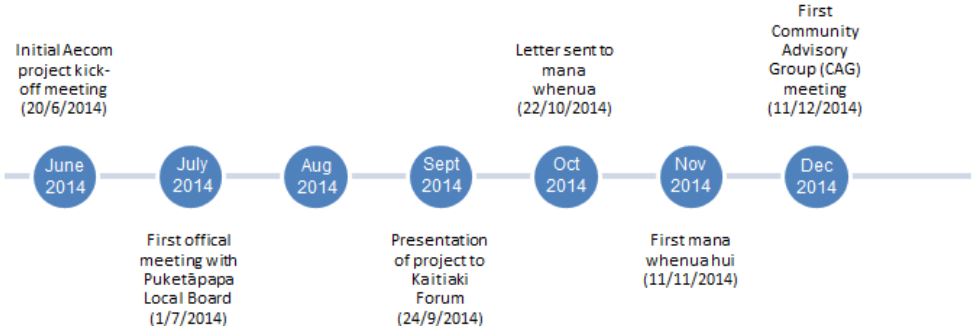 Initial Aecom
project kick-
off meeting
(20/6/2014)
Letter sent to
mana
whenua
(22/10/2014)
First
Community
Advisory
Group (CAG)
meeting
(11/12/2014)
June
2014
July
2014
Aug
2014
Sept
2014
Oct
2014
Nov
2014
Dec
2014
First offical
meeting with
Puketāpapa
Local Board
(1/7/2014)
Presentation
of project to
Kaitiaki
Forum
(24/9/2014)
First mana
whenua hui
(11/11/2014)